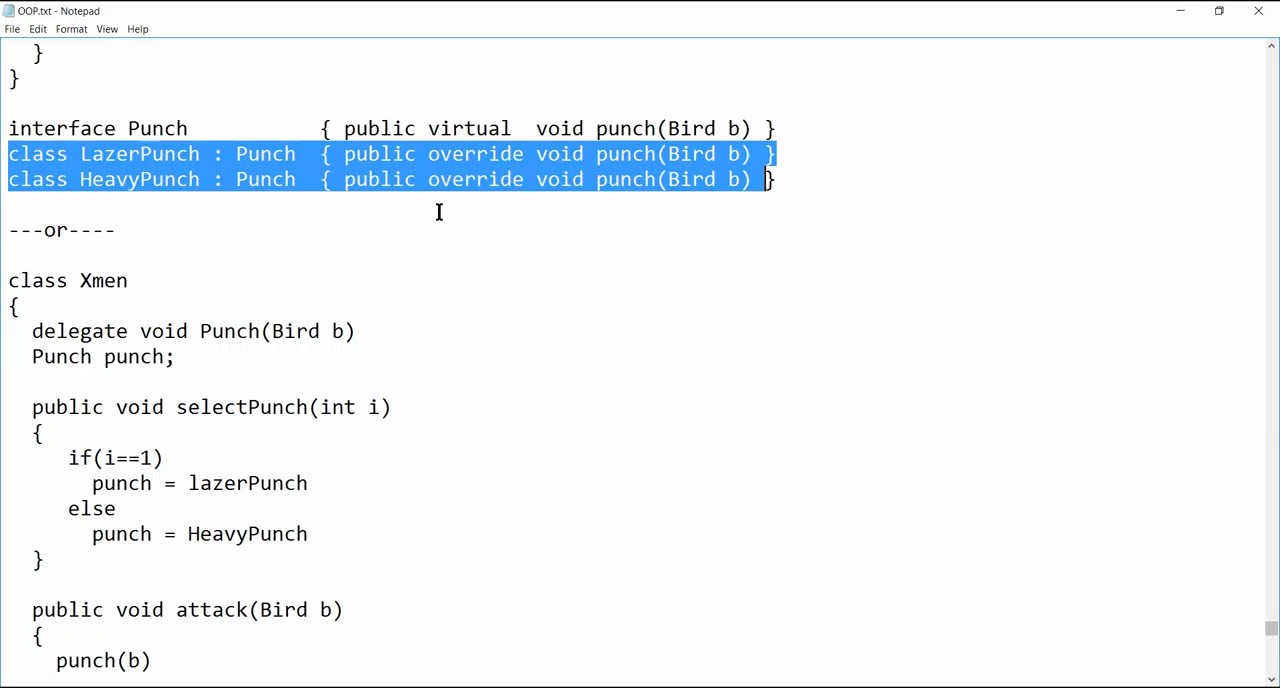 OOP.txt - Notepad
File Edit Format View Help
}
}
interface Punch { public virtual void punch(Bird b) }
class LazerPunch : Punch { public override void punch(Bird b) }
class HeavyPunch : Punch { public override void punch(Bird b) }
---or----
class Xmen
{
delegate void Punch(Bird b)
Punch punch;
public void selectPunch(int i)
{
if(i==1)
punch = lazerPunch
else
punch = HeavyPunch
}
public void attack(Bird b)
{
punch(b)